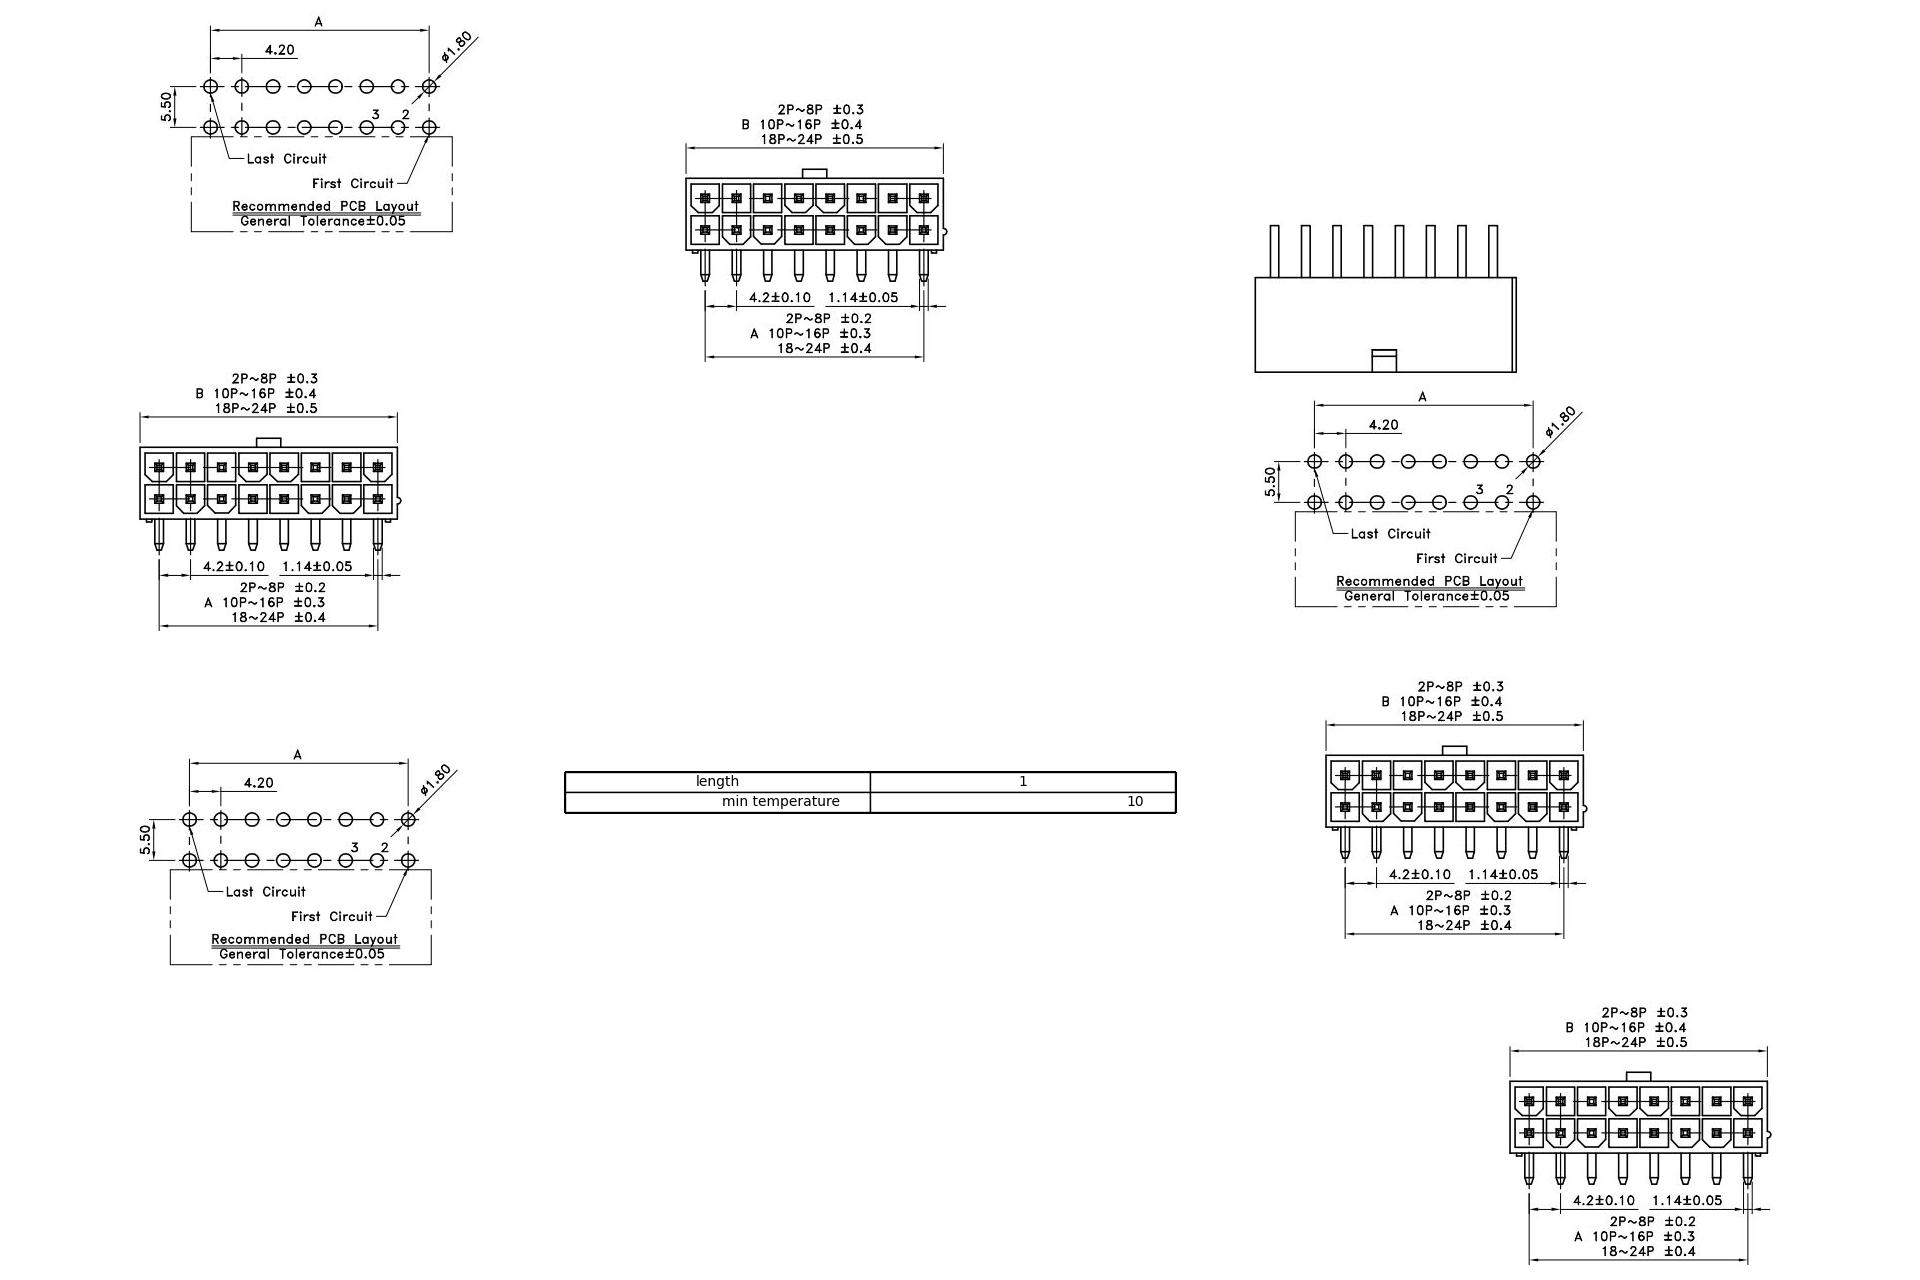 A
4.20
ø1.80
5.50
3 2
Last Circuit
First Circuit
Recommended PCB Layout
General Tolerance±0.05
2P~8P ±0.3
B 10P~16P ±0.4
18P~24P ±0.5
4.2±0.10 1.14±0.05
2P~8P ±0.2
A 10P~16P ±0.3
18~24P ±0.4
2P~8P ±0.3
B 10P~16P ±0.4
18P~24P ±0.5
4.2±0.10 1.14±0.05
2P~8P ±0.2
A 10P~16P ±0.3
18~24P ±0.4
A
4.20
ø1.80
5.50
3 2
Last Circuit
First Circuit
Recommended PCB Layout
General Tolerance±0.05
A
4.20
ø1.80
5.50
3 2
Last Circuit
First Circuit
Recommended PCB Layout
General Tolerance±0.05
length 1
min temperature 10
2P~8P ±0.3
B 10P~16P ±0.4
18P~24P ±0.5
4.2±0.10 1.14±0.05
2P~8P ±0.2
A 10P~16P ±0.3
18~24P ±0.4
2P~8P ±0.3
B 10P~16P ±0.4
18P~24P ±0.5
4.2±0.10 1.14±0.05
2P~8P ±0.2
A 10P~16P ±0.3
18~24P ±0.4